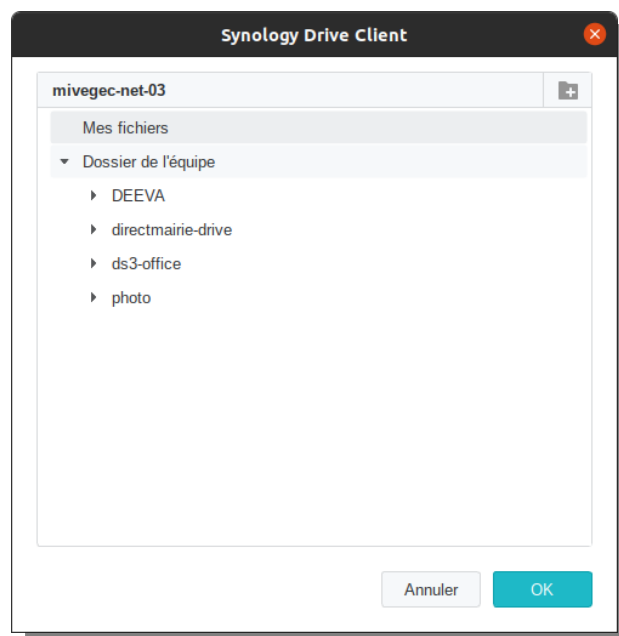 Synology Drive Client
mivegec-net-03
Mes fichiers
Dossier de l'équipe
DEEVA
directmairie-drive
ds3-office
photo
Annuler
OK